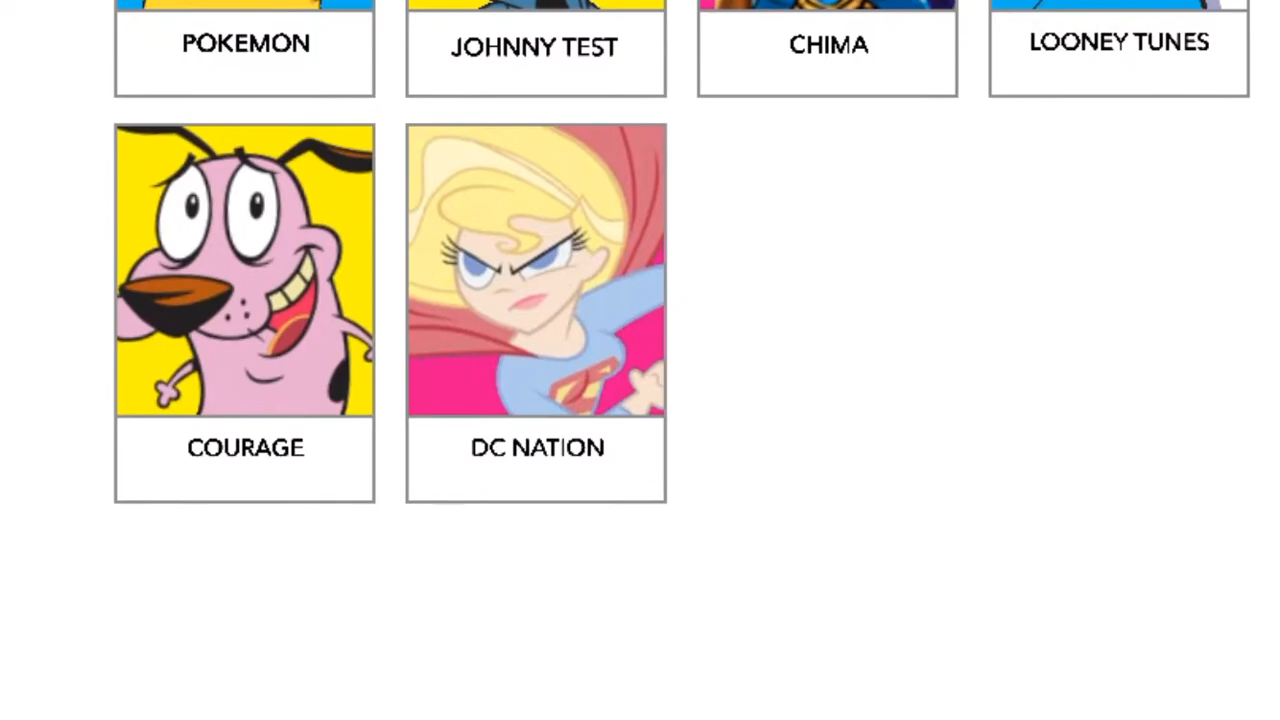 POKEMON
JOHNNY TEST
CHIMA
LOONEY TUNES
COURAGE
DC NATION